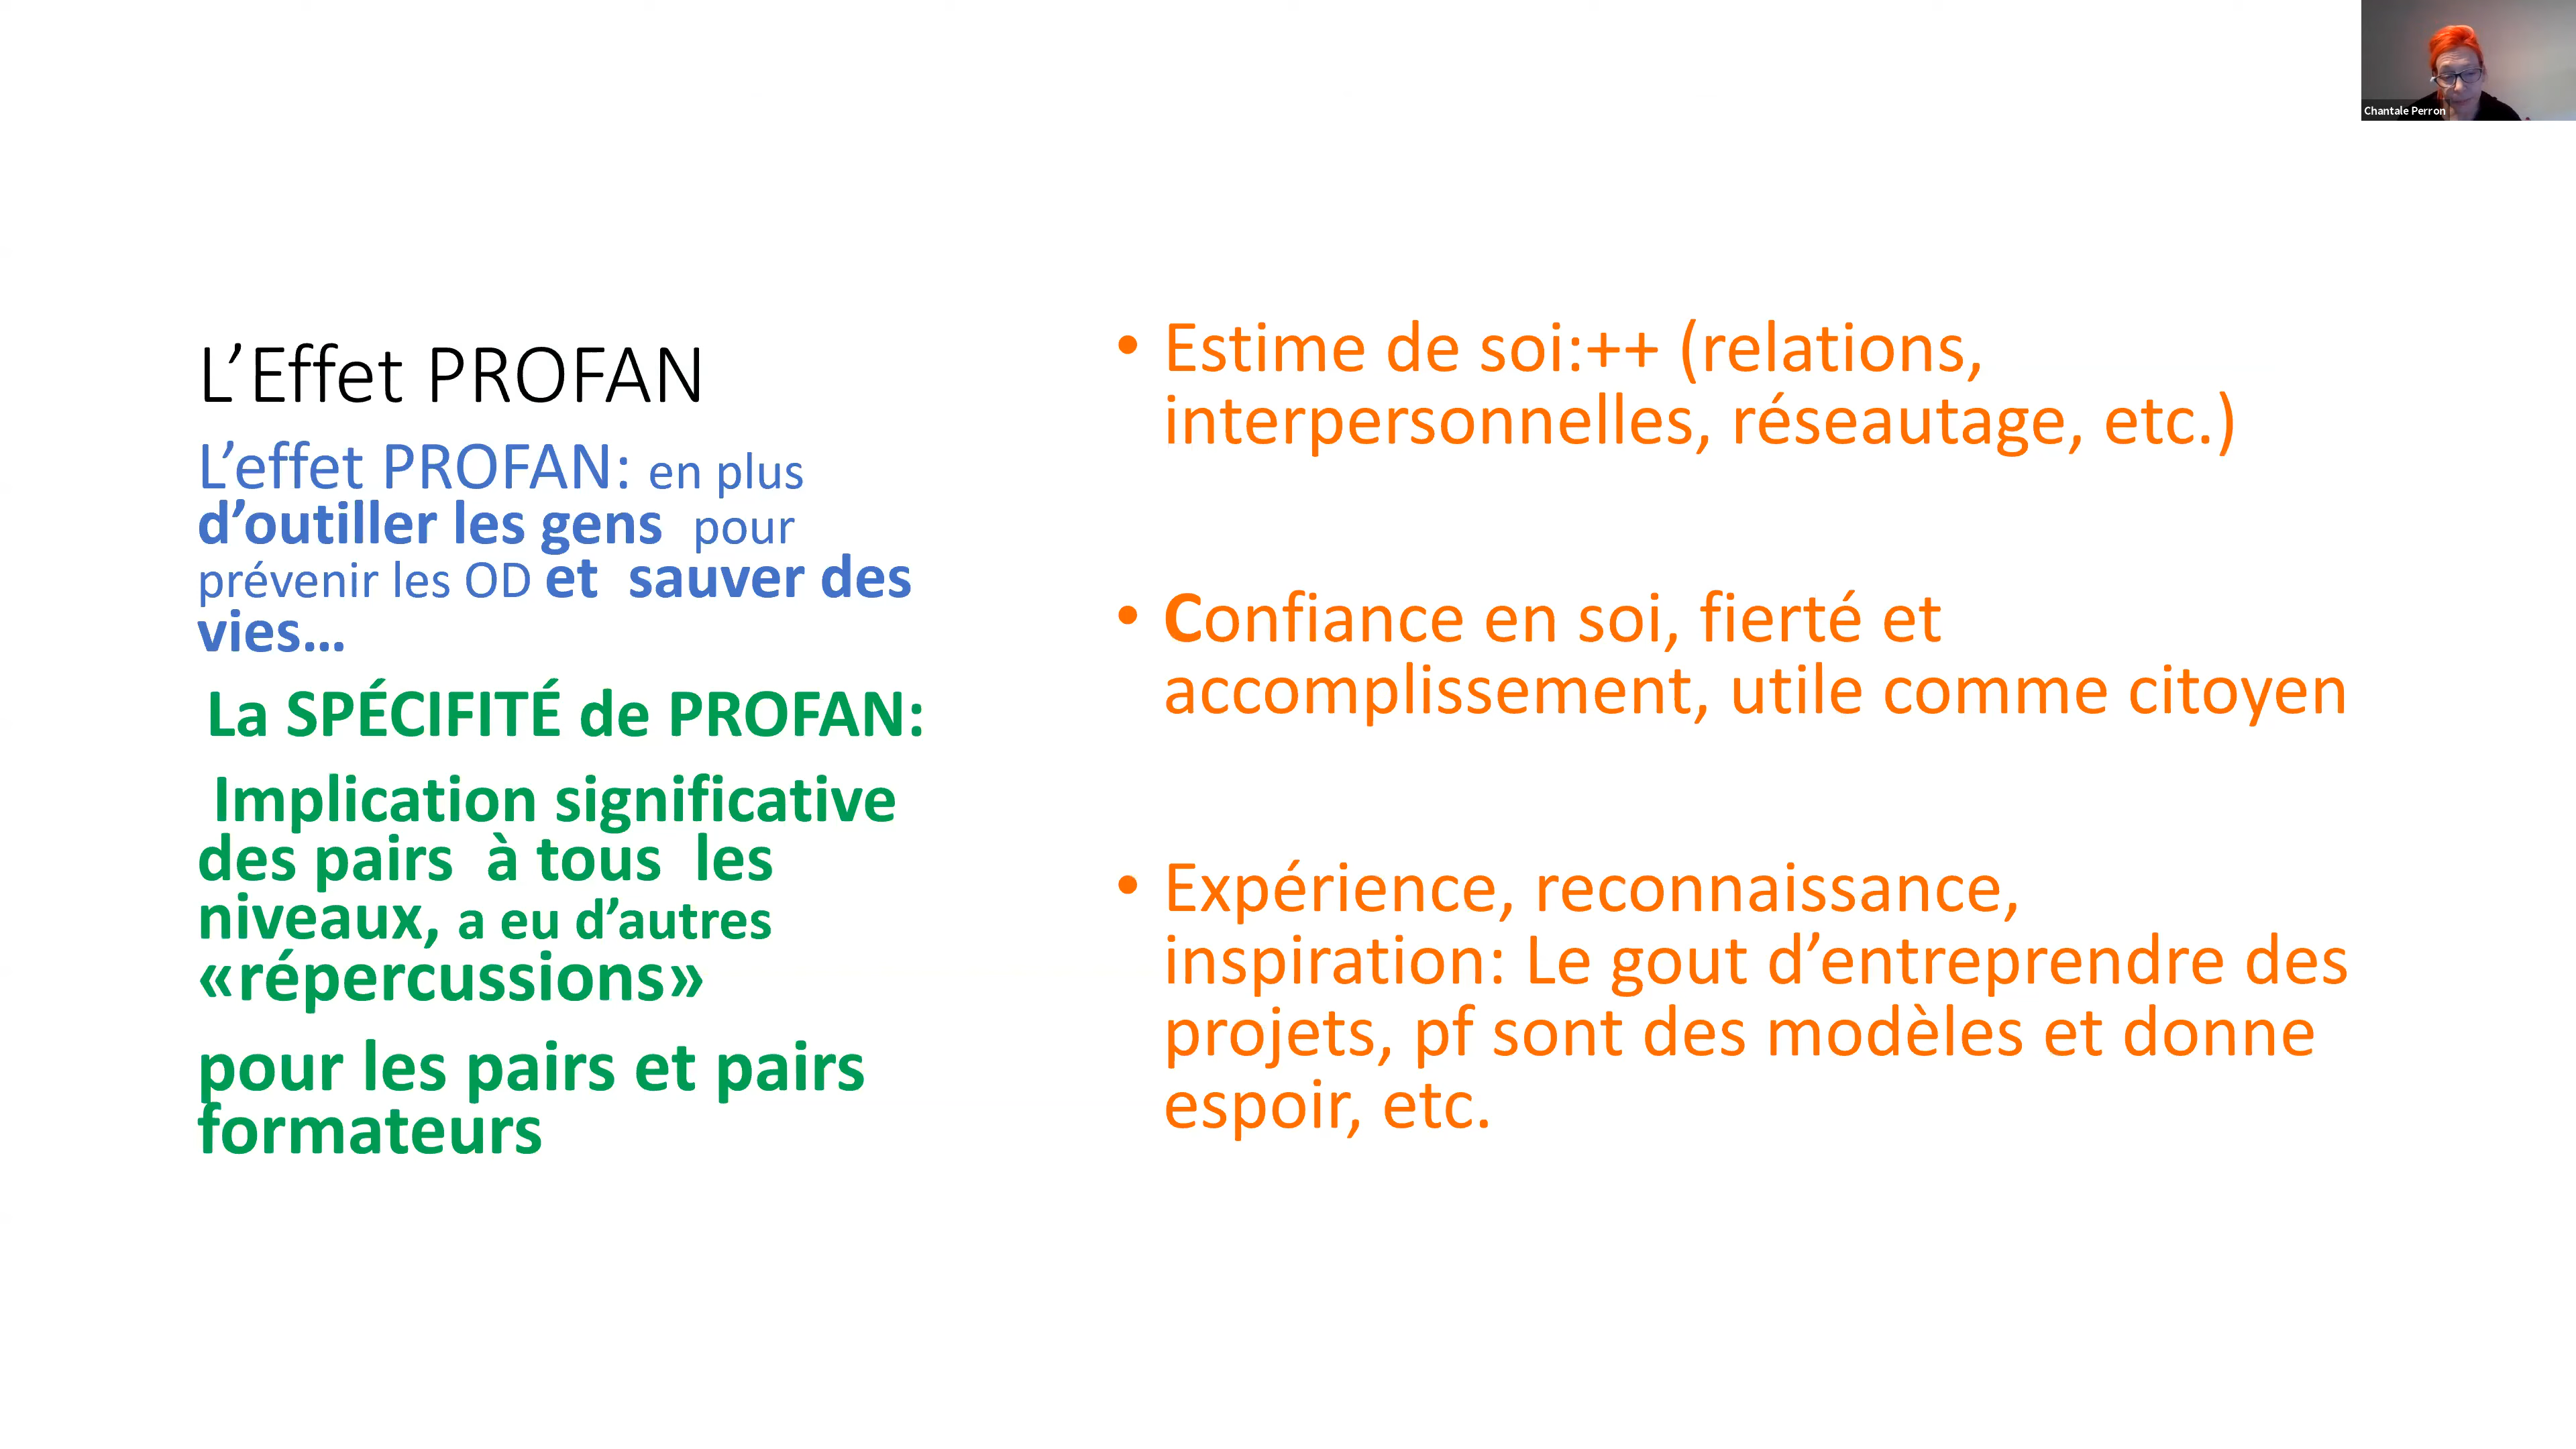 Chantale Perron
L’Effet PROFAN
L’effet PROFAN: en plus
d’outiller les gens pour
prévenir les OD et sauver des
vies...
La SPÉCIFITÉ de PROFAN:
Implication significative
des pairs à tous les
niveaux, a eu d’autres
«répercussions»
pour les pairs et pairs
formateurs
• Estime de soi:++ (relations,
interpersonnelles, réseautage, etc.)
• Confiance en soi, fierté et
accomplissement, utile comme citoyen
• Expérience, reconnaissance,
inspiration: Le gout d’entreprendre des
projets, pf sont des modèles et donne
espoir, etc.